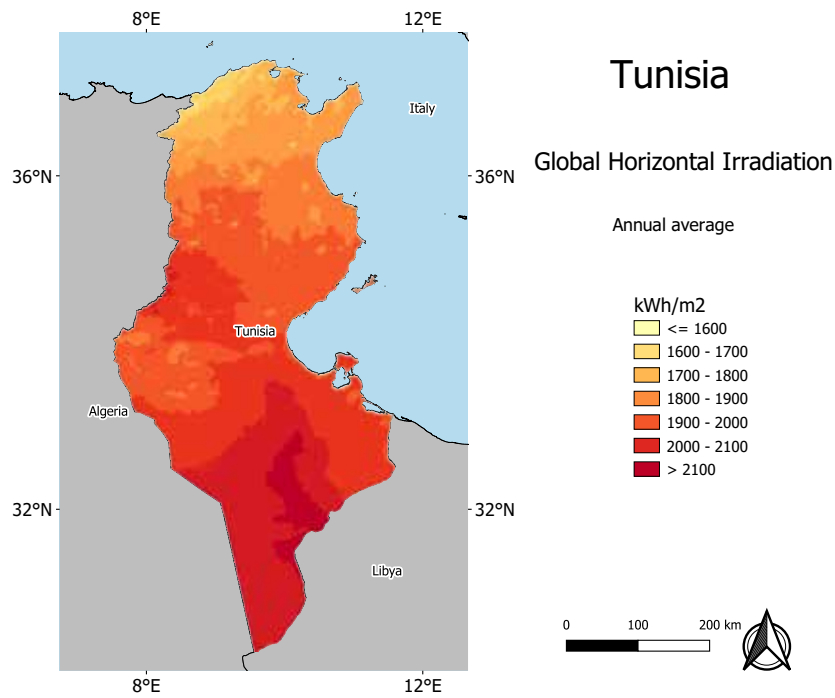 8°E
12°E
Tunisia
Italy
Global Horizontal Irradiation
36°N
36°N
Annual average
kWh/m2
<= 1600
1600 - 1700
1700 - 1800
1800 - 1900
1900 - 2000
2000 - 2100
> 2100
Tunisia
Algeria
32°N
32°N
Libya
0
100
200 km
8°E
12°E